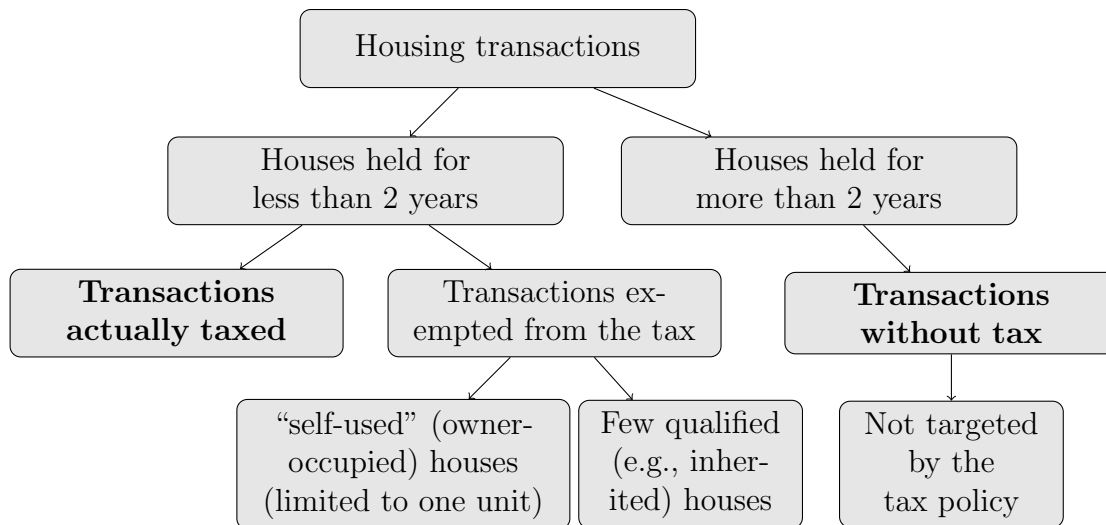 Housing transactions
Houses held for
less than 2 years
Houses held for
more than 2 years
Transactions
actually taxed
Transactions ex-
empted from the tax
Transactions
without tax
“self-used” (owner-
occupied) houses
(limited to one unit)
Few qualified
(e.g., inher-
ited) houses
Not targeted
by the
tax policy